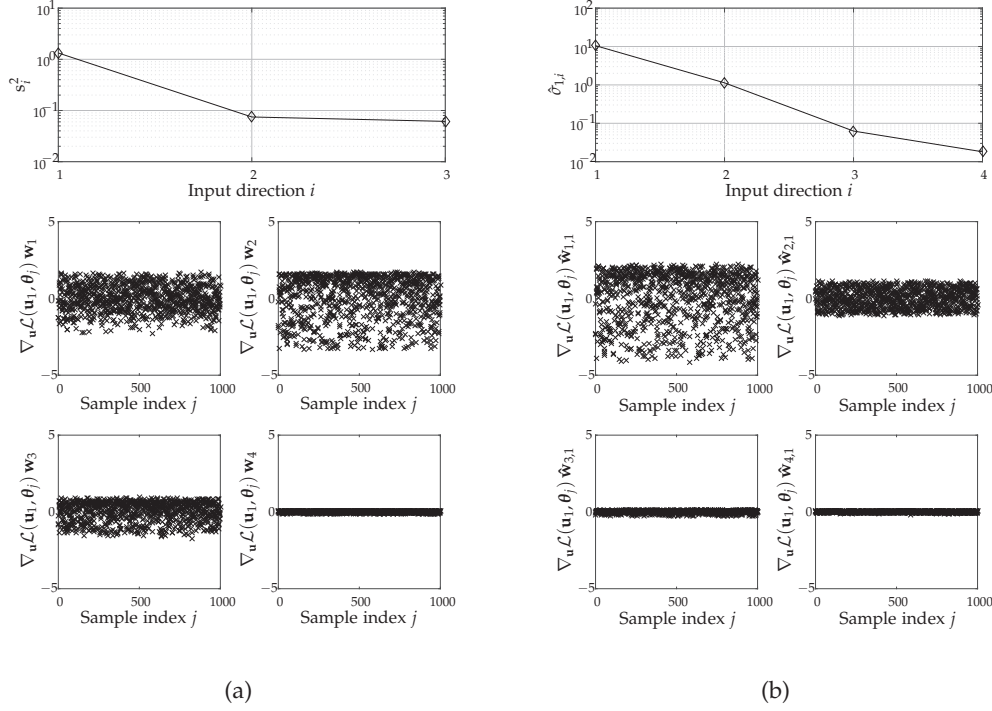 10^1
10^0
10^{-1}
10^{-2}
s_i^2
1 2 3
Input direction i
10^2
10^1
10^0
10^{-1}
10^{-2}
σ̂_{1,i}
1 2 3 4
Input direction i
5
0
−5
∇_u ℒ(u_1, θ_j) w_1
0 500 1000
Sample index j
5
0
−5
∇_u ℒ(u_1, θ_j) w_2
0 500 1000
Sample index j
5
0
−5
∇_u ℒ(u_1, θ_j) ŵ_{1,1}
0 500 1000
Sample index j
5
0
−5
∇_u ℒ(u_1, θ_j) ŵ_{2,1}
0 500 1000
Sample index j
5
0
−5
∇_u ℒ(u_1, θ_j) w_3
0 500 1000
Sample index j
5
0
−5
∇_u ℒ(u_1, θ_j) w_4
0 500 1000
Sample index j
5
0
−5
∇_u ℒ(u_1, θ_j) ŵ_{3,1}
0 500 1000
Sample index j
5
0
−5
∇_u ℒ(u_1, θ_j) ŵ_{4,1}
0 500 1000
Sample index j
(a)
(b)